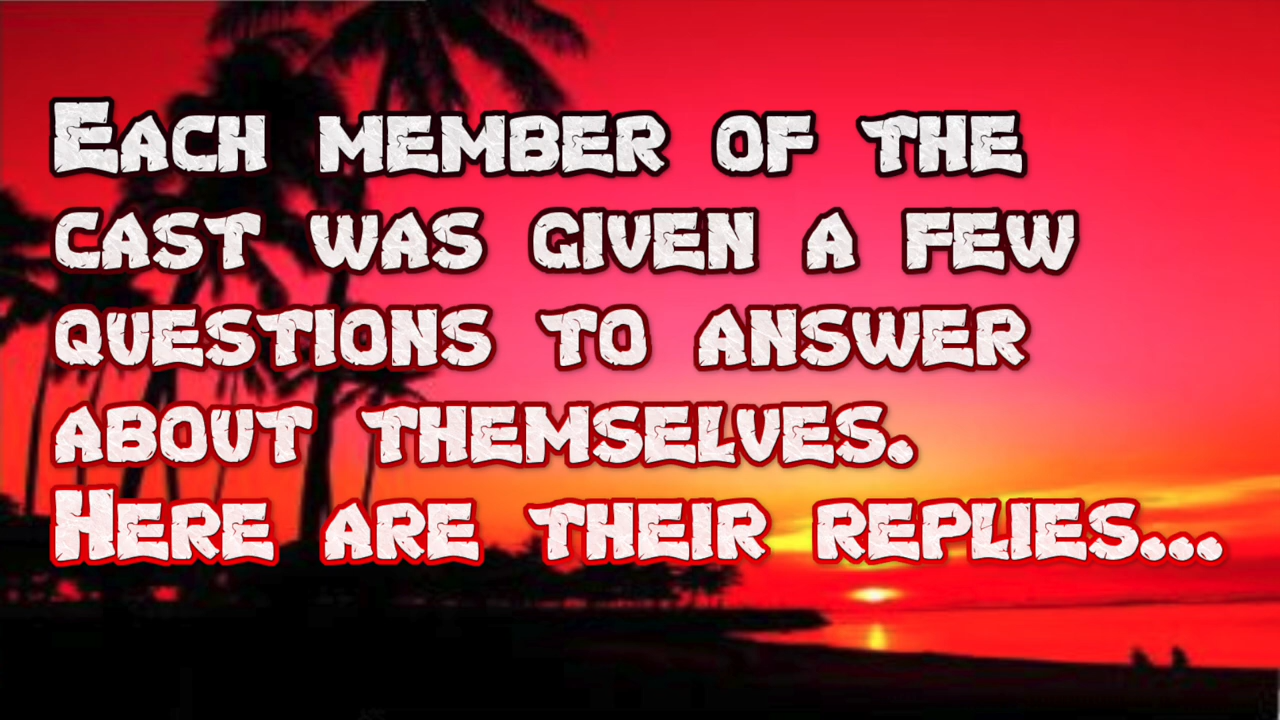 Each member of the
cast was given a few
questions to answer
about themselves.
Here are their replies...